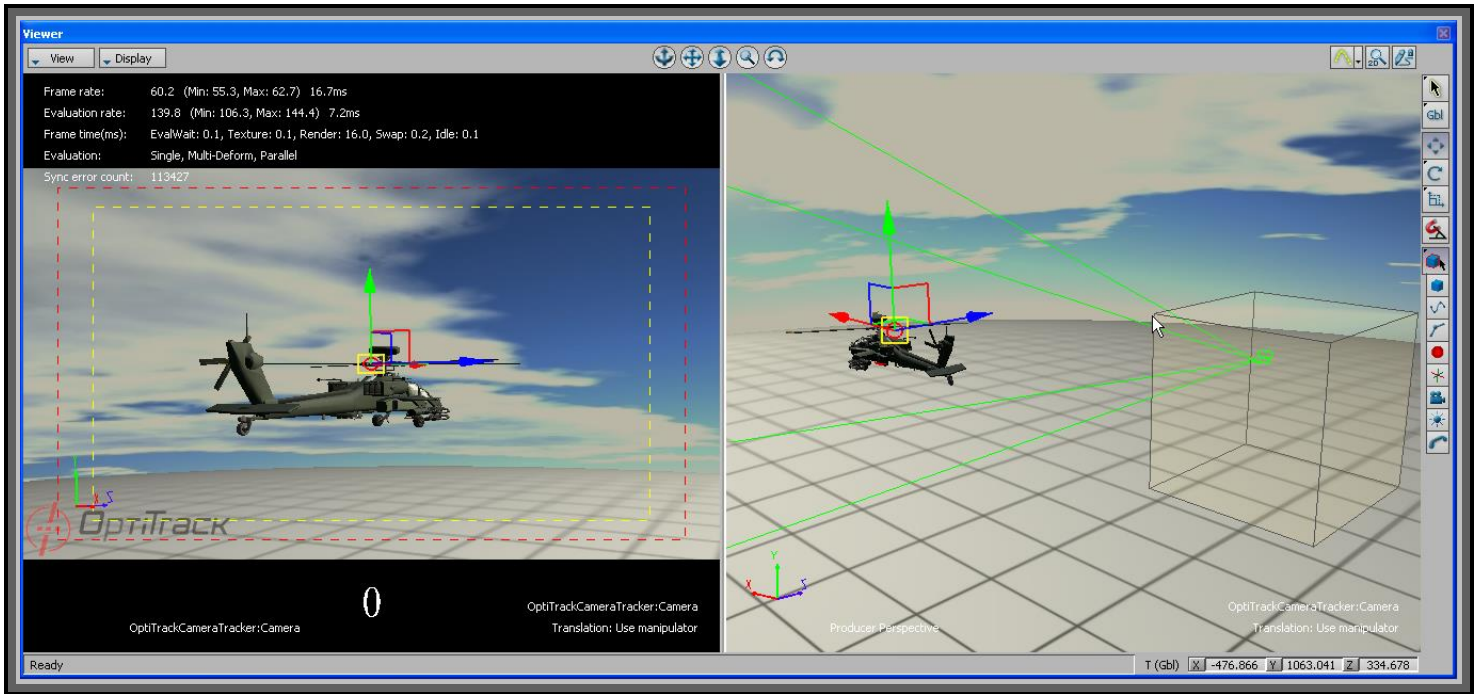 Viewer
View Display
Gbl
2D
Frame rate: 60.2 (Min: 55.3, Max: 62.7) 16.7ms
Evaluation rate: 139.8 (Min: 106.3, Max: 144.4) 7.2ms
Frame time(ms): EvalWait: 0.1, Texture: 0.1, Render: 16.0, Swap: 0.2, Idle: 0.1
Evaluation: Single, Multi-Deform, Parallel
Sync error count: 113427
Y
X Z
OptiTrack
0
OptiTrackCameraTracker:Camera
OptiTrackCameraTracker:Camera
Translation: Use manipulator
Y
X Z
OptiTrackCameraTracker:Camera
Producer Perspective
Translation: Use manipulator
Ready
T (Gbl) X -476.866 Y 1063.041 Z 334.678